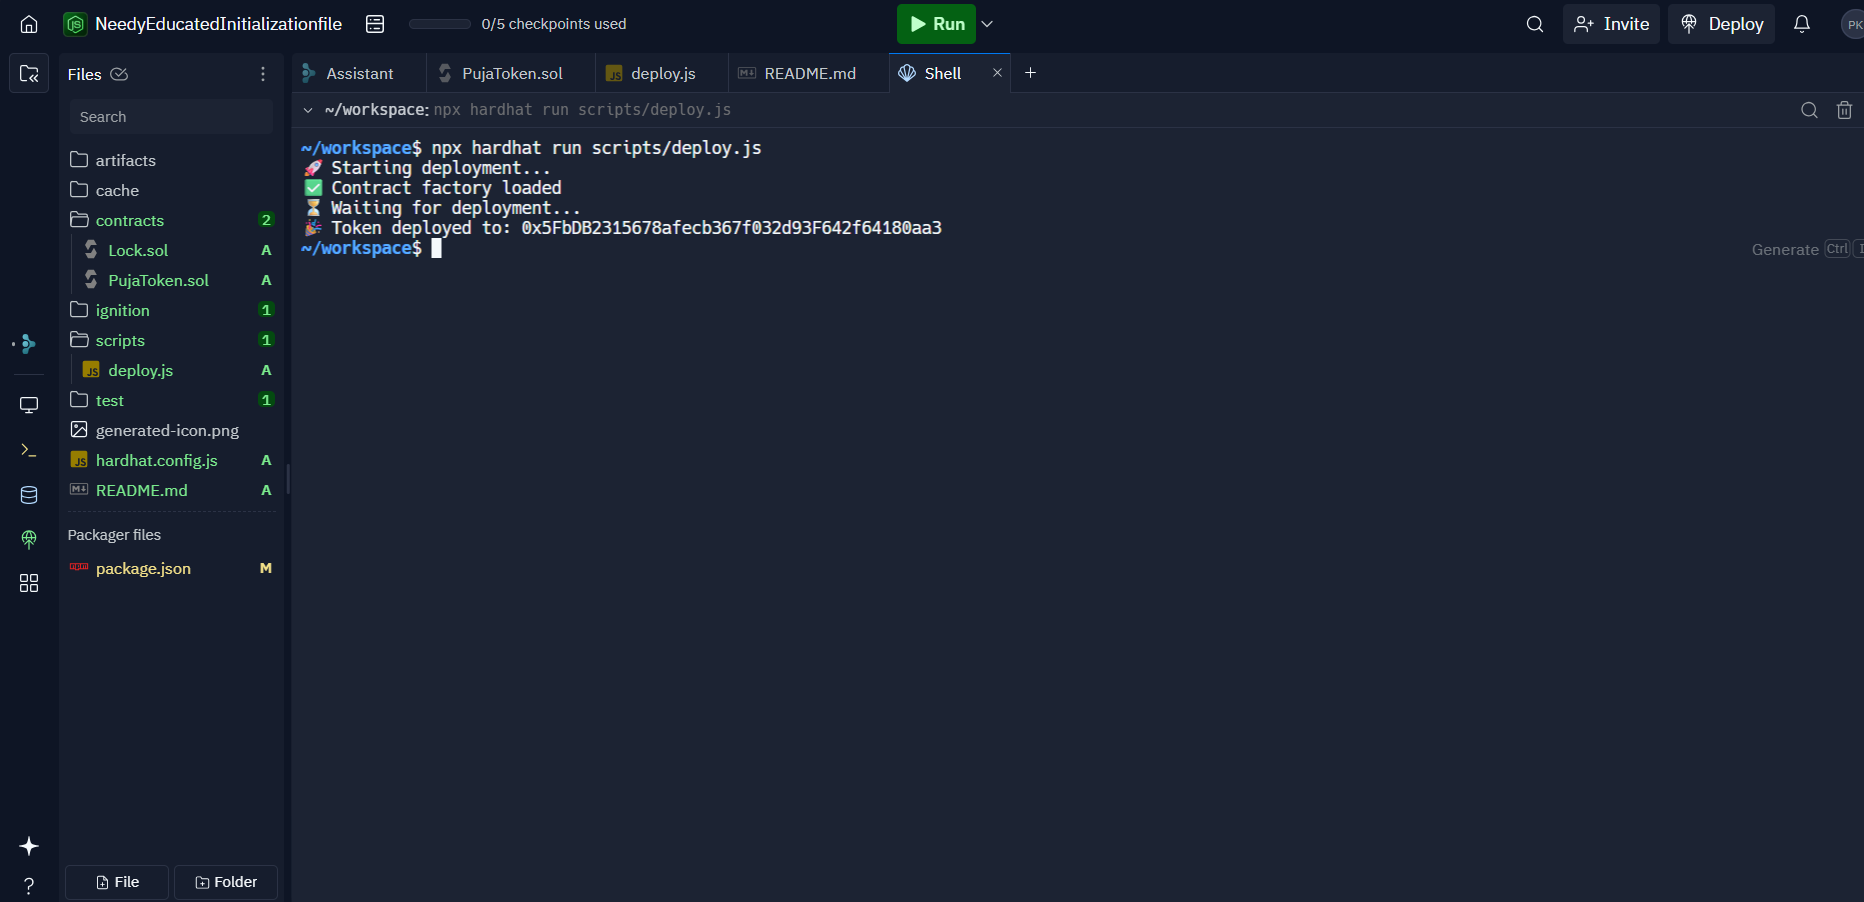 NeedyEducatedInitializationfile
0/5 checkpoints used
Run
Invite
Deploy
PK
Files
Search
artifacts
cache
contracts 2
Lock.sol A
PujaToken.sol A
ignition 1
scripts 1
deploy.js A
test 1
generated-icon.png
hardhat.config.js A
README.md A
Packager files
package.json M
File
Folder
Assistant
PujaToken.sol
deploy.js
README.md
Shell
~/workspace: npx hardhat run scripts/deploy.js
~/workspace$ npx hardhat run scripts/deploy.js
🚀 Starting deployment...
✅ Contract factory loaded
⏳ Waiting for deployment...
🎉 Token deployed to: 0x5FbDB2315678afecb367f032d93F642f64180aa3
~/workspace$
Generate Ctrl I